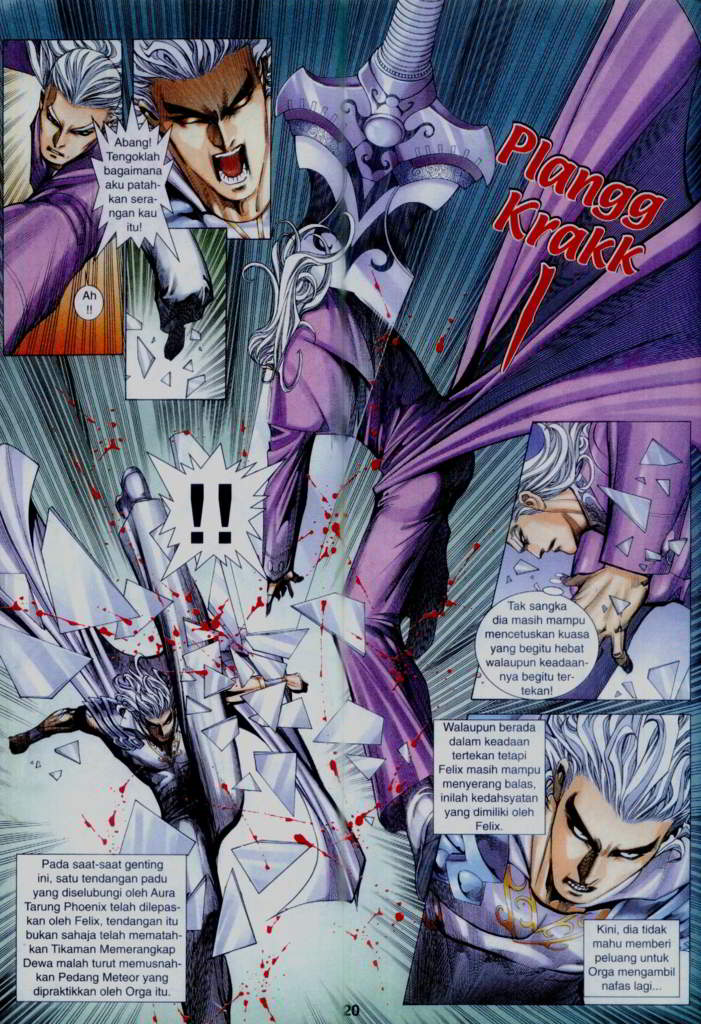 Abang!
Tengoklah
bagaimana
aku patah-
kan sera-
ngan kau
itu!
Ah
!!
Plangg
Krakk
!
!!
Tak sangka
dia masih mampu
mencetuskan kuasa
yang begitu hebat
walaupun keadaan-
nya begitu ter-
tekan!
Walaupun berada
dalam keadaan
tertekan tetapi
Felix masih mampu
menyerang balas,
inilah kedahsyatan
yang dimiliki oleh
Felix.
Pada saat-saat genting
ini, satu tendangan padu
yang diselubungi oleh Aura
Tarung Phoenix telah dilepas-
kan oleh Felix, tendangan itu
bukan sahaja telah mematah-
kan Tikaman Memerangkap
Dewa malah turut memusnah-
kan Pedang Meteor yang
dipraktikkan oleh Orga itu.
Kini, dia tidak
mahu memberi
peluang untuk
Orga mengambil
nafas lagi...
20